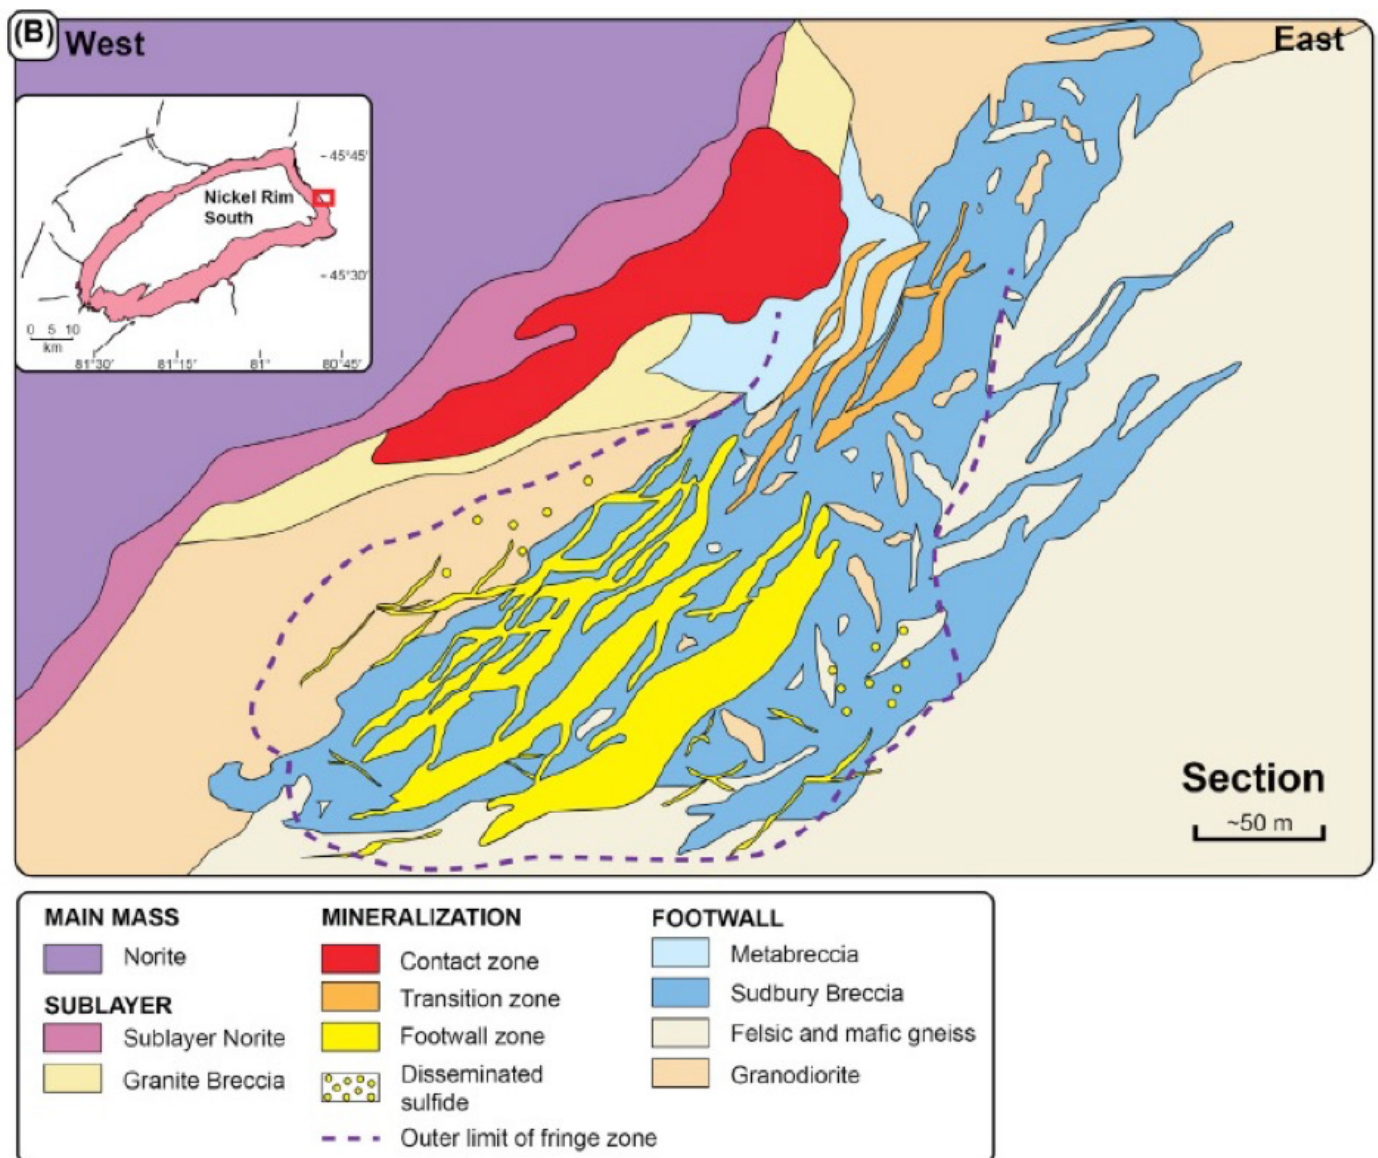 (B) West
East
45°45'
Nickel Rim
South
45°30'
0 5 10
km
81°30' 81°15' 81° 80°45'
Section
~50 m
MAIN MASS
Norite
SUBLAYER
Sublayer Norite
Granite Breccia
MINERALIZATION
Contact zone
Transition zone
Footwall zone
Disseminated
sulfide
Outer limit of fringe zone
FOOTWALL
Metabreccia
Sudbury Breccia
Felsic and mafic gneiss
Granodiorite